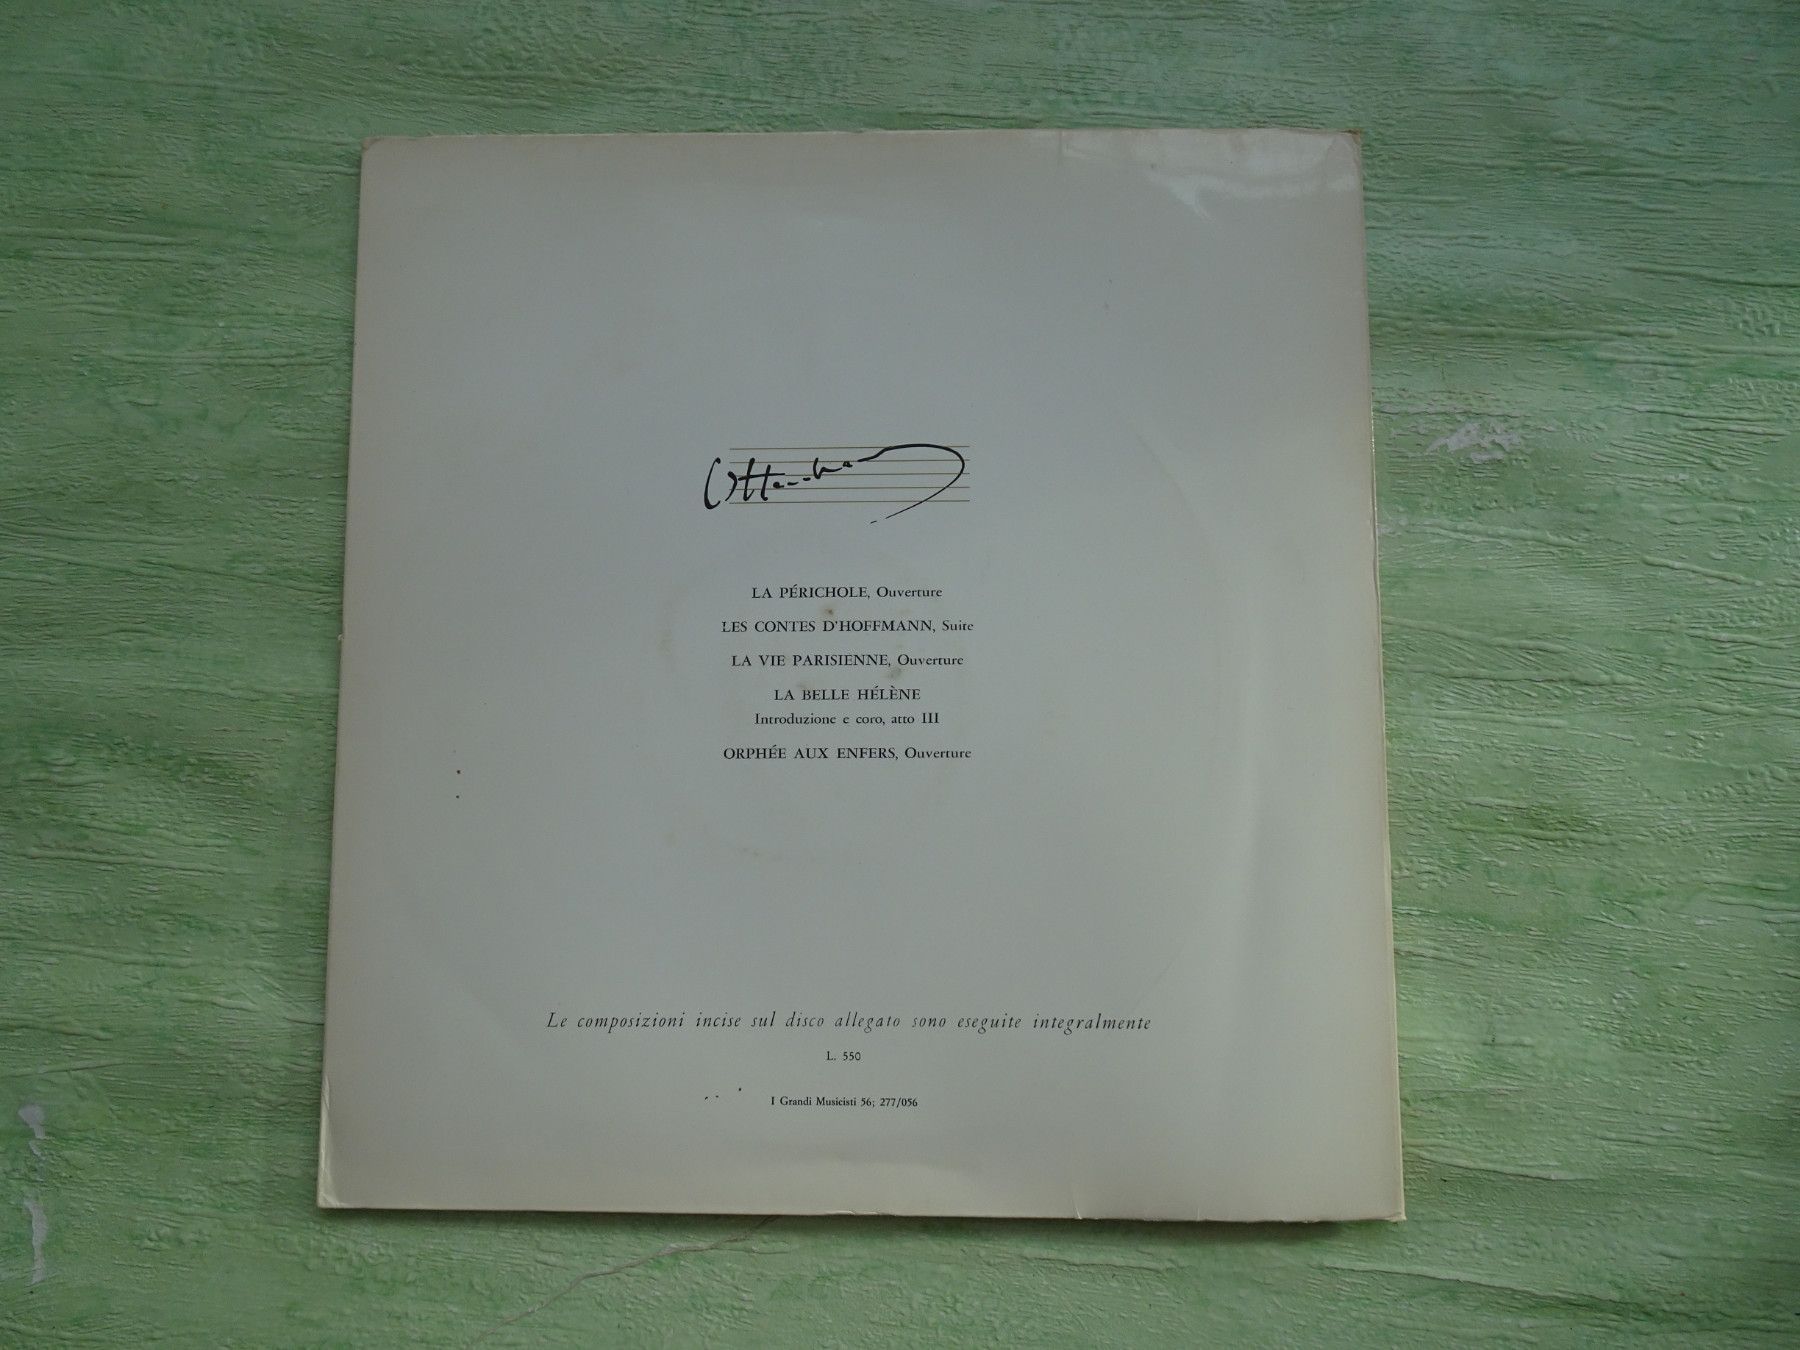 Offenbach
LA PÉRICHOLE, Ouverture
LES CONTES D'HOFFMANN, Suite
LA VIE PARISIENNE, Ouverture
LA BELLE HÉLÈNE
Introduzione e coro, atto III
ORPHÉE AUX ENFERS, Ouverture
Le composizioni incise sul disco allegato sono eseguite integralmente
L. 550
I Grandi Musicisti 56; 277/056